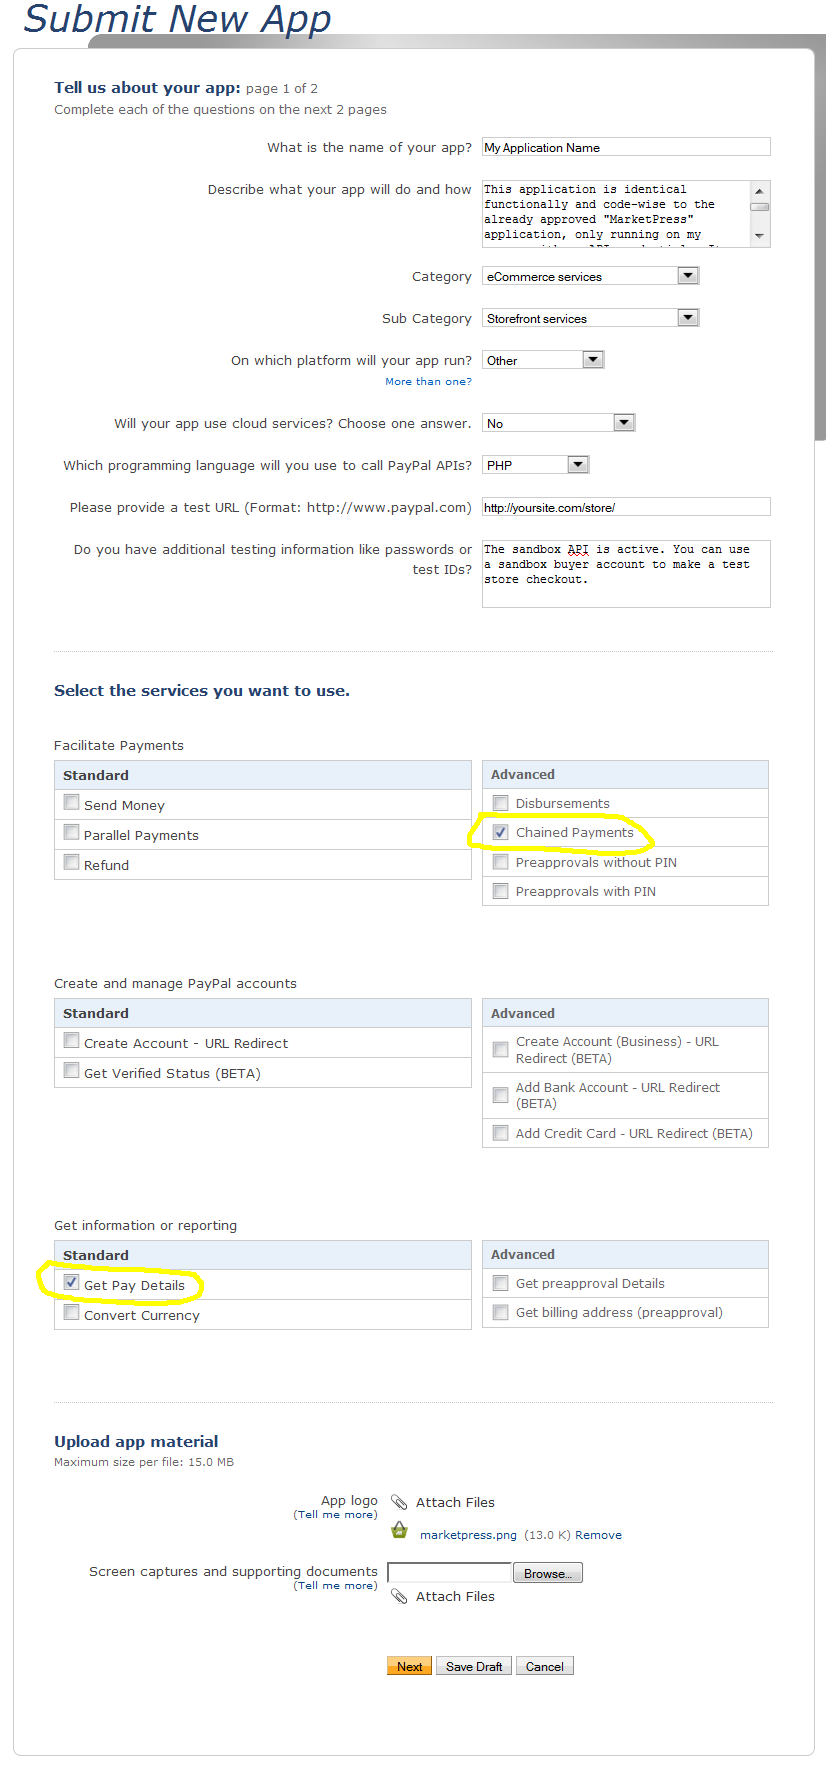 Submit New App
Tell us about your app: page 1 of 2
Complete each of the questions on the next 2 pages
What is the name of your app? My Application Name
Describe what your app will do and how
This application is identical
functionally and code-wise to the
already approved "MarketPress"
application, only running on my
Category eCommerce services
Sub Category Storefront services
On which platform will your app run? Other
More than one?
Will your app use cloud services? Choose one answer. No
Which programming language will you use to call PayPal APIs? PHP
Please provide a test URL (Format: http://www.paypal.com) http://yoursite.com/store/
Do you have additional testing information like passwords or
test IDs?
The sandbox API is active. You can use
a sandbox buyer account to make a test
store checkout.
Select the services you want to use.
Facilitate Payments
Standard
Send Money
Parallel Payments
Refund
Advanced
Disbursements
Chained Payments
Preapprovals without PIN
Preapprovals with PIN
Create and manage PayPal accounts
Standard
Create Account - URL Redirect
Get Verified Status (BETA)
Advanced
Create Account (Business) - URL
Redirect (BETA)
Add Bank Account - URL Redirect
(BETA)
Add Credit Card - URL Redirect (BETA)
Get information or reporting
Standard
Get Pay Details
Convert Currency
Advanced
Get preapproval Details
Get billing address (preapproval)
Upload app material
Maximum size per file: 15.0 MB
App logo
(Tell me more)
Attach Files
marketpress.png (13.0 K) Remove
Screen captures and supporting documents
(Tell me more)
Browse...
Attach Files
Next Save Draft Cancel